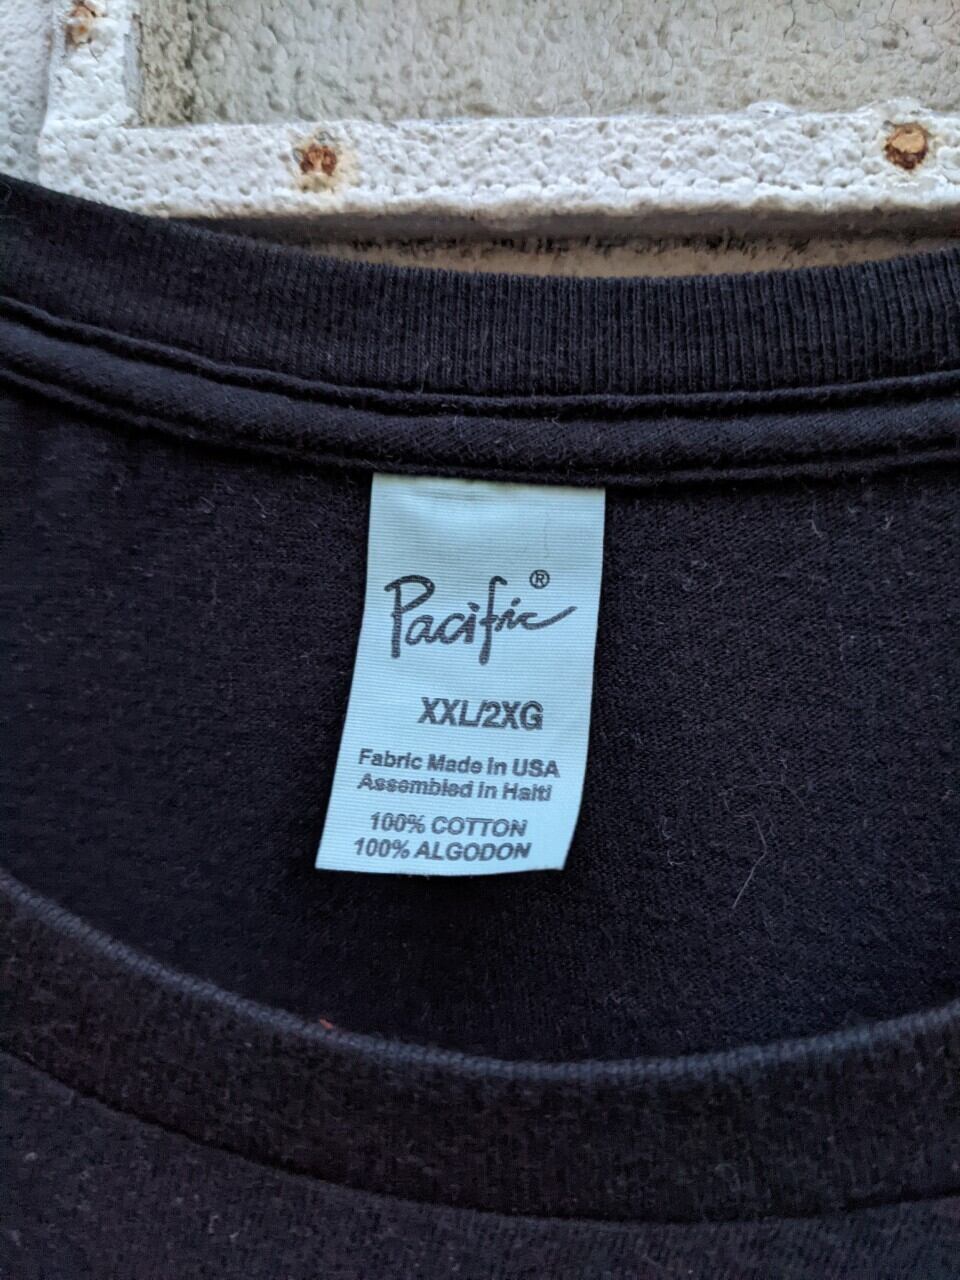 Pacific®
XXL/2XG
Fabric Made in USA
Assembled in Haiti
100% COTTON
100% ALGODON